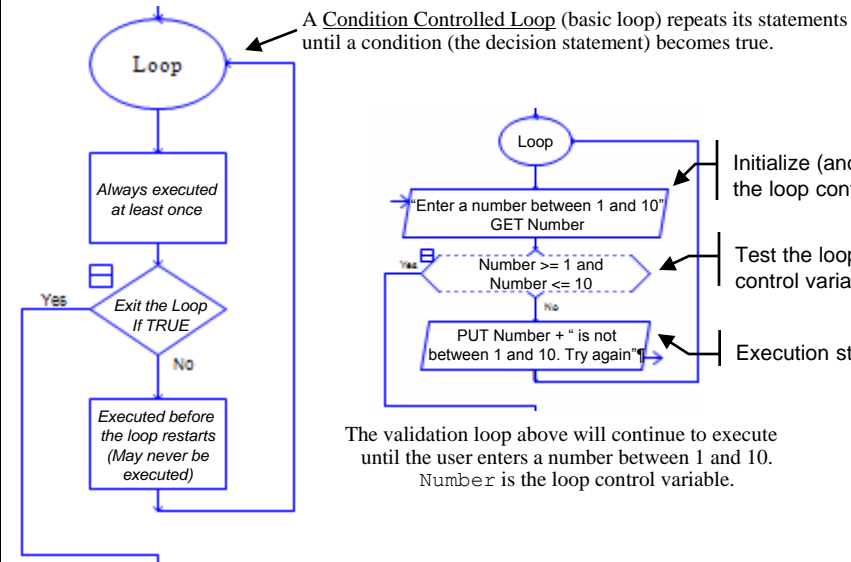 A Condition Controlled Loop (basic loop) repeats its statements
until a condition (the decision statement) becomes true.
Loop
Always executed
at least once
Yes
Exit the Loop
If TRUE
No
Executed before
the loop restarts
(May never be
executed)
Loop
Initialize (and
the loop
"Enter a number between 1 and 10"
GET Number
Test the loop
control
Yes
Number >= 1 and
Number <= 10
No
PUT Number + " is not
between 1 and 10. Try again"¶
Execution
The validation loop above will continue to execute
until the user enters a number between 1 and 10.
Number is the loop control variable.